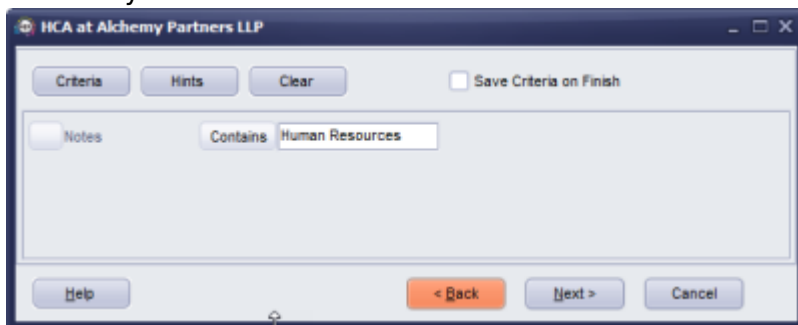 HCA at Alchemy Partners LLP
Criteria Hints Clear Save Criteria on Finish
Notes Contains Human Resources
Help < Back Next > Cancel